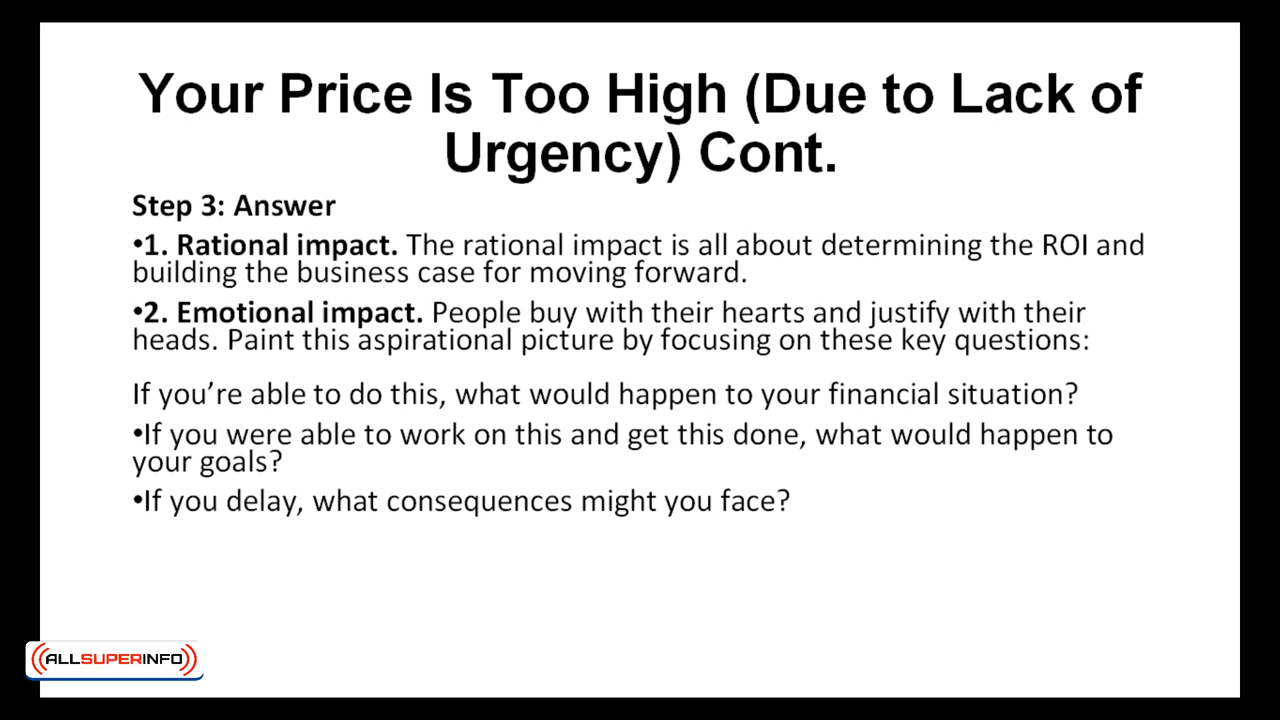 Your Price Is Too High (Due to Lack of
Urgency) Cont.
Step 3: Answer
•1. Rational impact. The rational impact is all about determining the ROI and
building the business case for moving forward.
•2. Emotional impact. People buy with their hearts and justify with their
heads. Paint this aspirational picture by focusing on these key questions:
If you’re able to do this, what would happen to your financial situation?
•If you were able to work on this and get this done, what would happen to
your goals?
•If you delay, what consequences might you face?
ALLSUPERINFO